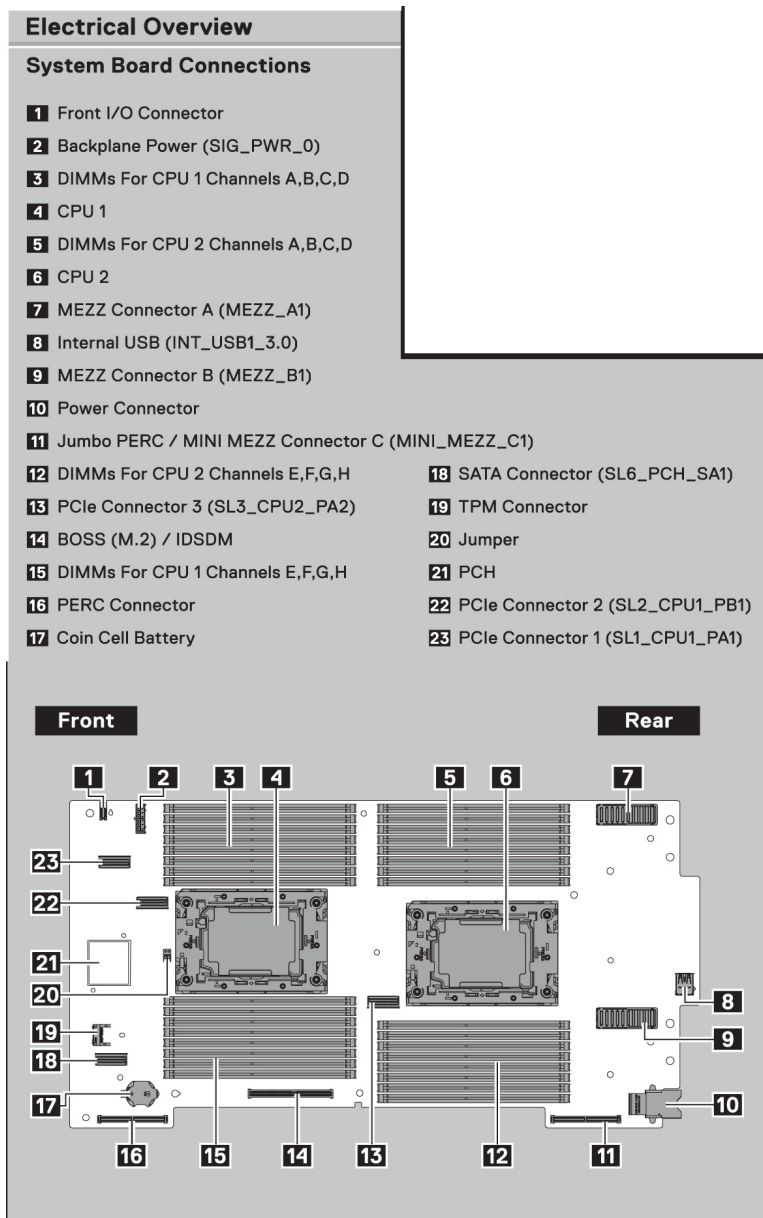 Electrical Overview
System Board Connections
1 Front I/O Connector
2 Backplane Power (SIG_PWR_0)
3 DIMMs For CPU 1 Channels A,B,C,D
4 CPU 1
5 DIMMs For CPU 2 Channels A,B,C,D
6 CPU 2
7 MEZZ Connector A (MEZZ_A1)
8 Internal USB (INT_USB1_3.0)
9 MEZZ Connector B (MEZZ_B1)
10 Power Connector
11 Jumbo PERC / MINI MEZZ Connector C (MINI_MEZZ_C1)
12 DIMMs For CPU 2 Channels E,F,G,H
13 PCIe Connector 3 (SL3_CPU2_PA2)
14 BOSS (M.2) / IDSDM
15 DIMMs For CPU 1 Channels E,F,G,H
16 PERC Connector
17 Coin Cell Battery
18 SATA Connector (SL6_PCH_SA1)
19 TPM Connector
20 Jumper
21 PCH
22 PCIe Connector 2 (SL2_CPU1_PB1)
23 PCIe Connector 1 (SL1_CPU1_PA1)
Front
Rear
1 2 3 4 5 6 7
23
22
21
20
8
19
9
18
17
10
16 15 14 13 12 11